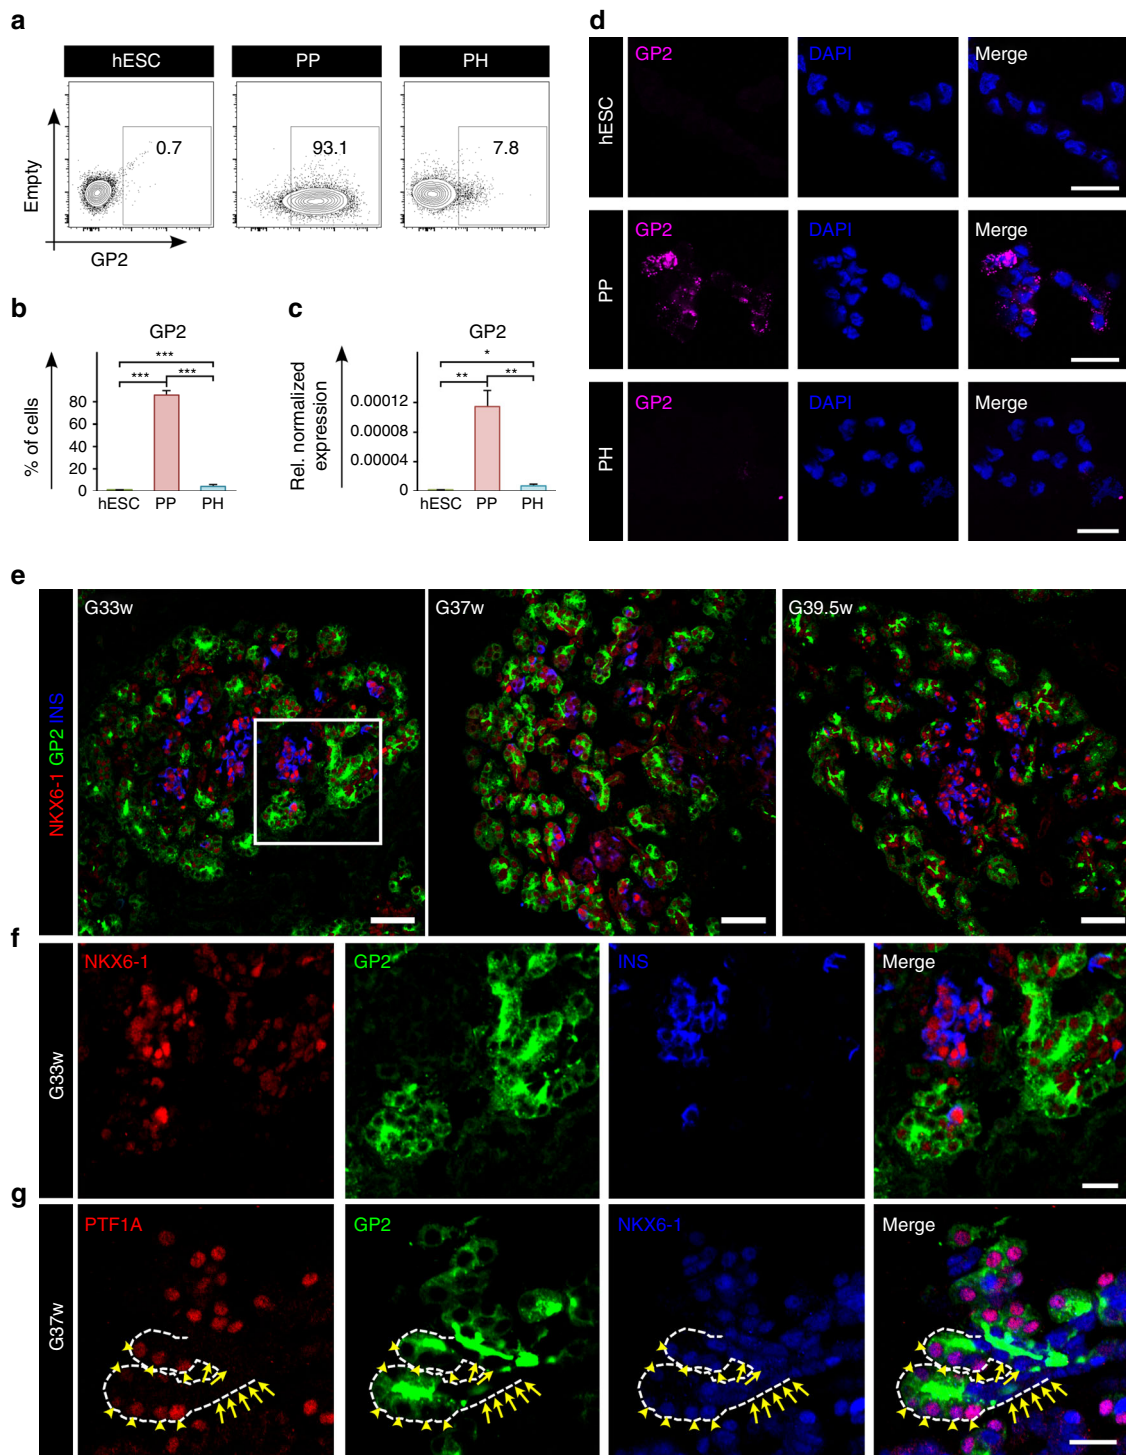 a
hESC
PP
PH
0.7
93.1
7.8
Empty
GP2
b
GP2
% of cells
***
***
***
80
60
40
20
0
hESC PP PH
c
GP2
Rel. normalized
expression
*
**
**
0.00012
0.00008
0.00004
0
hESC PP PH
d
hESC
GP2
DAPI
Merge
PP
GP2
DAPI
Merge
PH
GP2
DAPI
Merge
e
NKX6-1 GP2 INS
G33w
G37w
G39.5w
f
G33w
NKX6-1
GP2
INS
Merge
g
G37w
PTF1A
GP2
NKX6-1
Merge